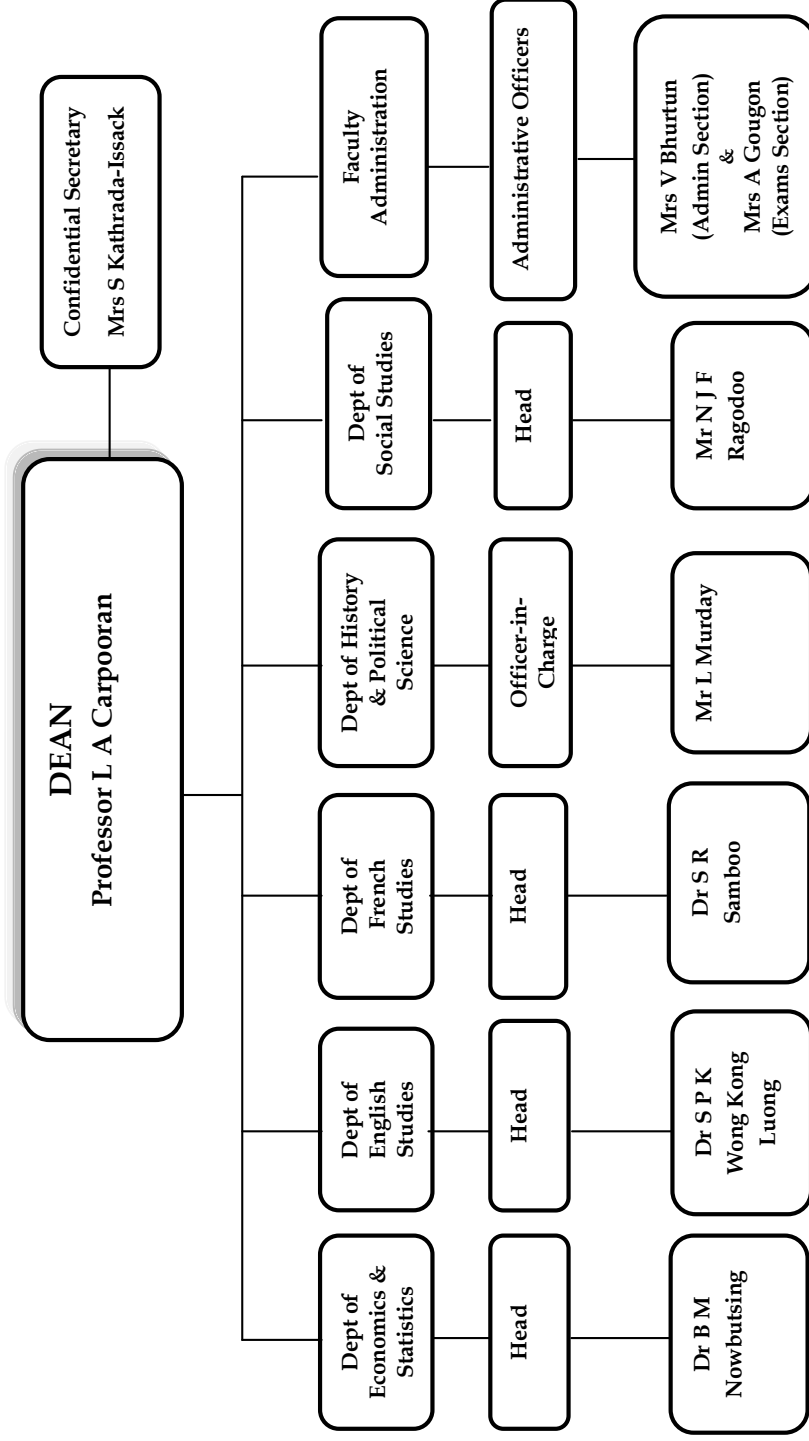 DEAN
Professor L A Carpooran
Confidential Secretary
Mrs S Kathrada-Issack
Dept of
Economics &
Statistics
Head
Dr B M
Nowbutsing
Dept of
English
Studies
Head
Dr S P K
Wong Kong
Luong
Dept of
French
Studies
Head
Dr S R
Samboo
Dept of History
& Political
Science
Officer-in-
Charge
Mr L Murday
Dept of
Social Studies
Head
Mr N J F
Ragodoo
Faculty
Administration
Administrative Officers
Mrs V Bhurtun
(Admin Section)
&
Mrs A Gougon
(Exams Section)